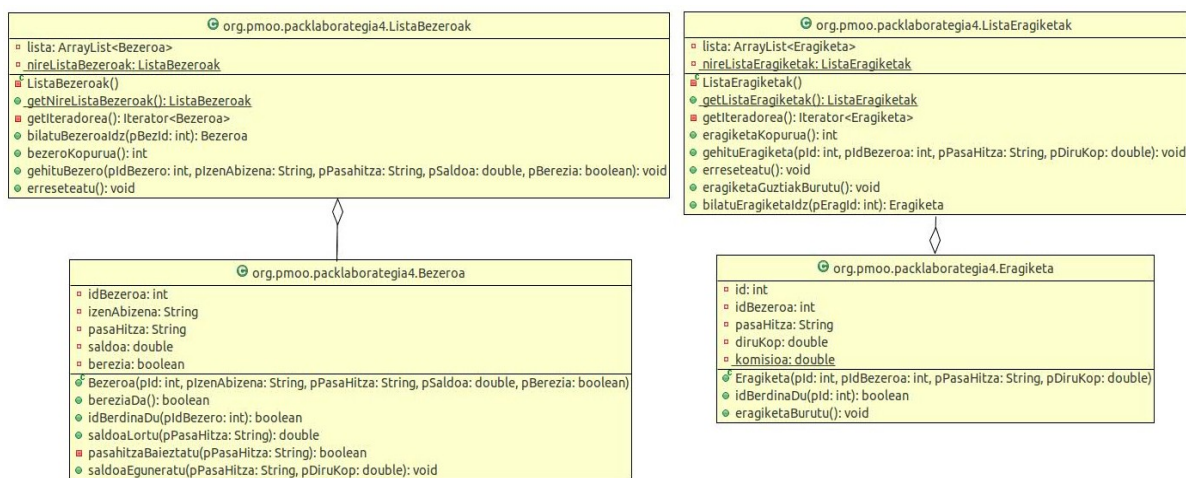 org.pmoo.packlaborategia4.ListaBezeroak
lista: ArrayList<Bezeroa>
nireListaBezeroak: ListaBezeroak
ListaBezeroak()
getNireListaBezeroak(): ListaBezeroak
getIteradorea(): Iterator<Bezeroa>
bilatuBezeroaIdz(pBezId: int): Bezeroa
bezeroKopurua(): int
gehituBezero(pIdBezero: int, pIzenAbizena: String, pPasahitza: String, pSaldoa: double, pBerezia: boolean): void
erreseteatu(): void
org.pmoo.packlaborategia4.ListaEragiketak
lista: ArrayList<Eragiketa>
nireListaEragiketak: ListaEragiketak
ListaEragiketak()
getListaEragiketak(): ListaEragiketak
getIteradorea(): Iterator<Eragiketa>
eragiketaKopurua(): int
gehituEragiketa(pId: int, pIdBezeroa: int, pPasaHitza: String, pDiruKop: double): void
erreseteatu(): void
eragiketaGuztiakBurutu(): void
bilatuEragiketaIdz(pEragId: int): Eragiketa
org.pmoo.packlaborategia4.Bezeroa
idBezeroa: int
izenAbizena: String
pasaHitza: String
saldoa: double
berezia: boolean
Bezeroa(pId: int, pIzenAbizena: String, pPasaHitza: String, pSaldoa: double, pBerezia: boolean)
bereziaDa(): boolean
idBerdinaDu(pIdBezero: int): boolean
saldoaLortu(pPasaHitza: String): double
pasahitzaBaieztatu(pPasaHitza: String): boolean
saldoaEguneratu(pPasaHitza: String, pDiruKop: double): void
org.pmoo.packlaborategia4.Eragiketa
id: int
idBezeroa: int
pasaHitza: String
diruKop: double
komisioa: double
Eragiketa(pId: int, pIdBezeroa: int, pPasaHitza: String, pDiruKop: double)
idBerdinaDu(pId: int): boolean
eragiketaBurutu(): void